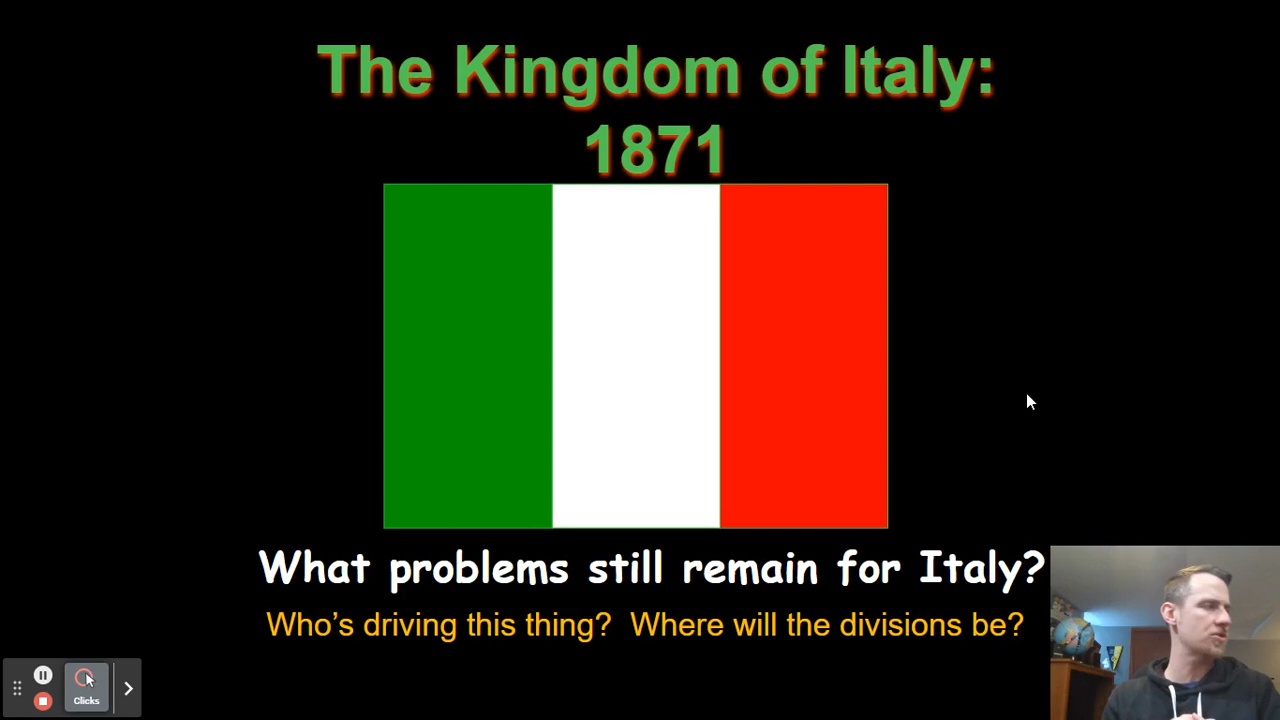 The Kingdom of Italy:
1871
What problems still remain for Italy?
Who's driving this thing?  Where will the divisions be?
Clicks